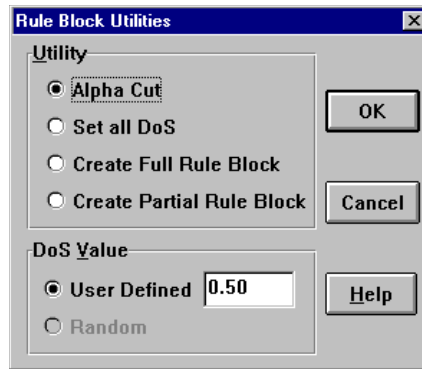 Rule Block Utilities
Utility
Alpha Cut
Set all DoS
Create Full Rule Block
Create Partial Rule Block
OK
Cancel
DoS Value
User Defined 0.50
Random
Help